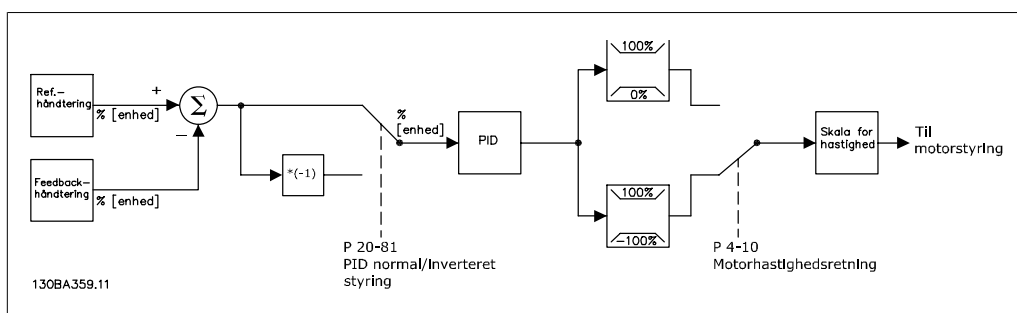 Ref.-
håndtering
+
% [enhed]
Σ
−
Feedback-
håndtering
% [enhed]
*(-1)
%
[enhed]
PID
P 20-81
PID normal/inverteret
styring
100%
0%
100%
-100%
P 4-10
Motorhastighedsretning
Skala for
hastighed
Til
motorstyring
130BA359.11